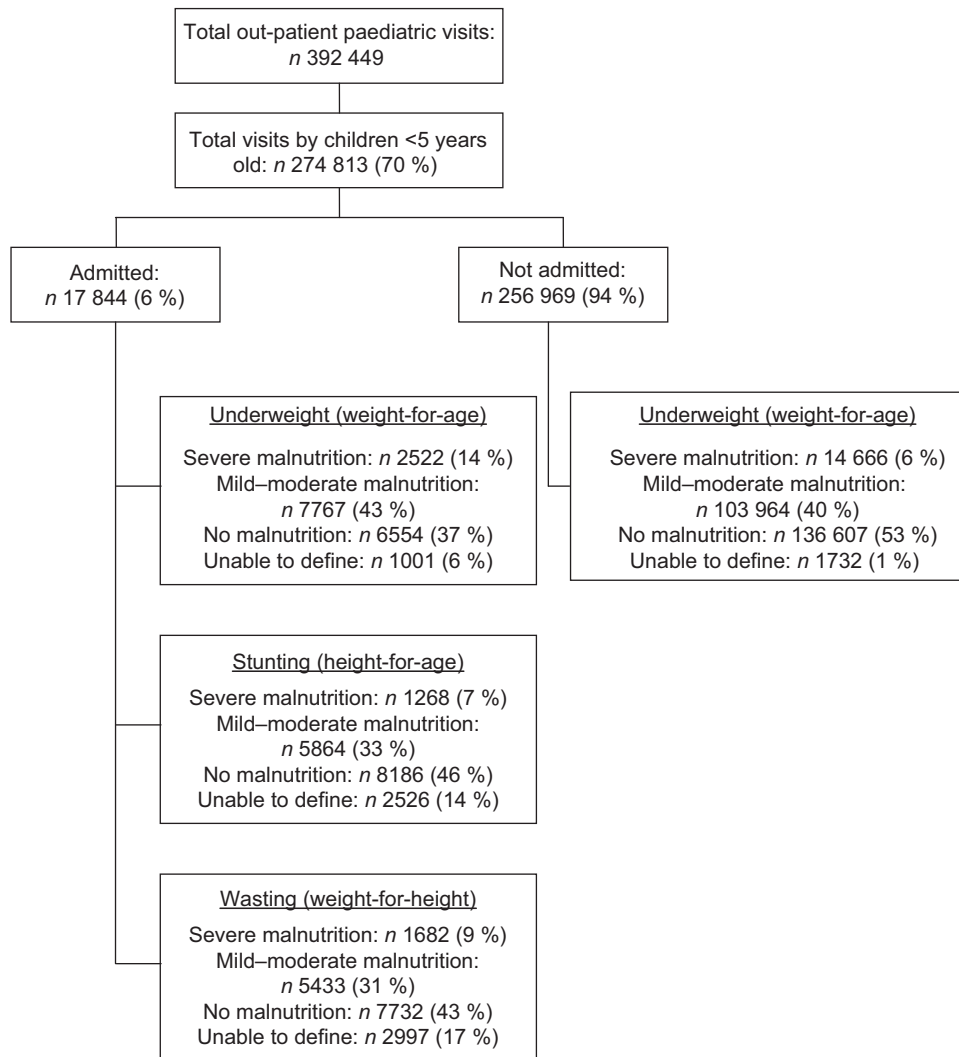 Total out-patient paediatric visits:
n 392 449
Total visits by children <5 years
old: n 274 813 (70 %)
Admitted:
n 17 844 (6 %)
Not admitted:
n 256 969 (94 %)
Underweight (weight-for-age)
Severe malnutrition: n 2522 (14 %)
Mild–moderate malnutrition:
n 7767 (43 %)
No malnutrition: n 6554 (37 %)
Unable to define: n 1001 (6 %)
Underweight (weight-for-age)
Severe malnutrition: n 14 666 (6 %)
Mild–moderate malnutrition:
n 103 964 (40 %)
No malnutrition: n 136 607 (53 %)
Unable to define: n 1732 (1 %)
Stunting (height-for-age)
Severe malnutrition: n 1268 (7 %)
Mild–moderate malnutrition:
n 5864 (33 %)
No malnutrition: n 8186 (46 %)
Unable to define: n 2526 (14 %)
Wasting (weight-for-height)
Severe malnutrition: n 1682 (9 %)
Mild–moderate malnutrition:
n 5433 (31 %)
No malnutrition: n 7732 (43 %)
Unable to define: n 2997 (17 %)